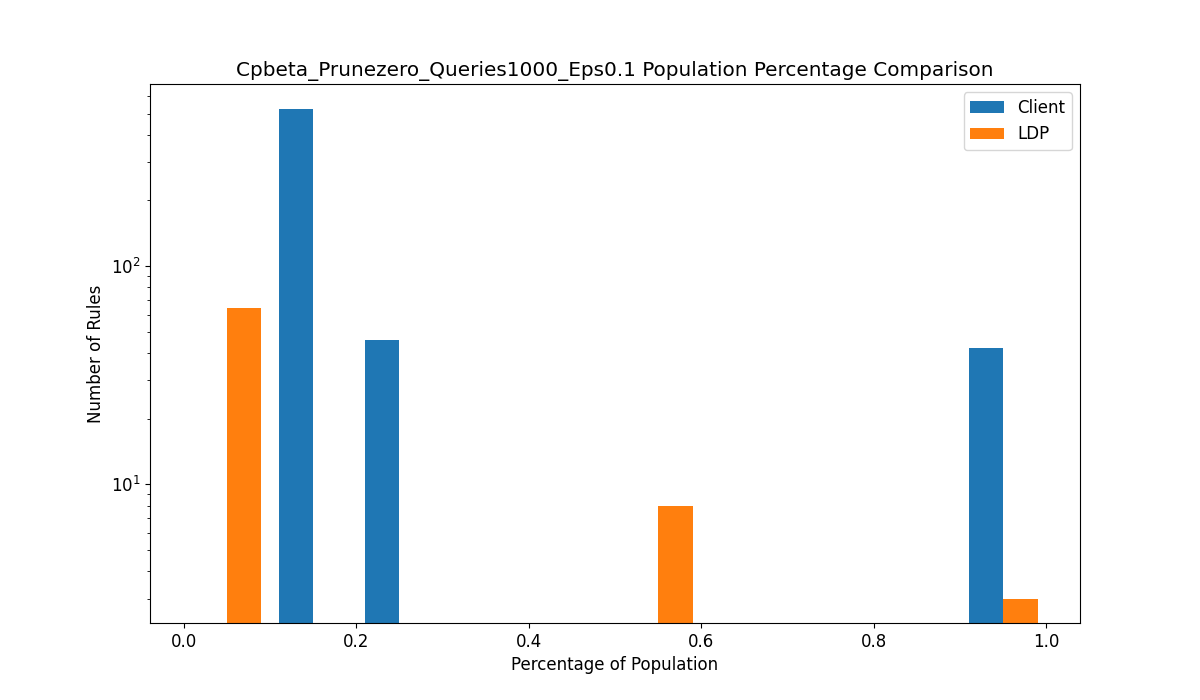 Cpbeta_Prunezero_Queries1000_Eps0.1 Population Percentage Comparison
Client
LDP
10²
10¹
Number of Rules
0.0 0.2 0.4 0.6 0.8 1.0
Percentage of Population